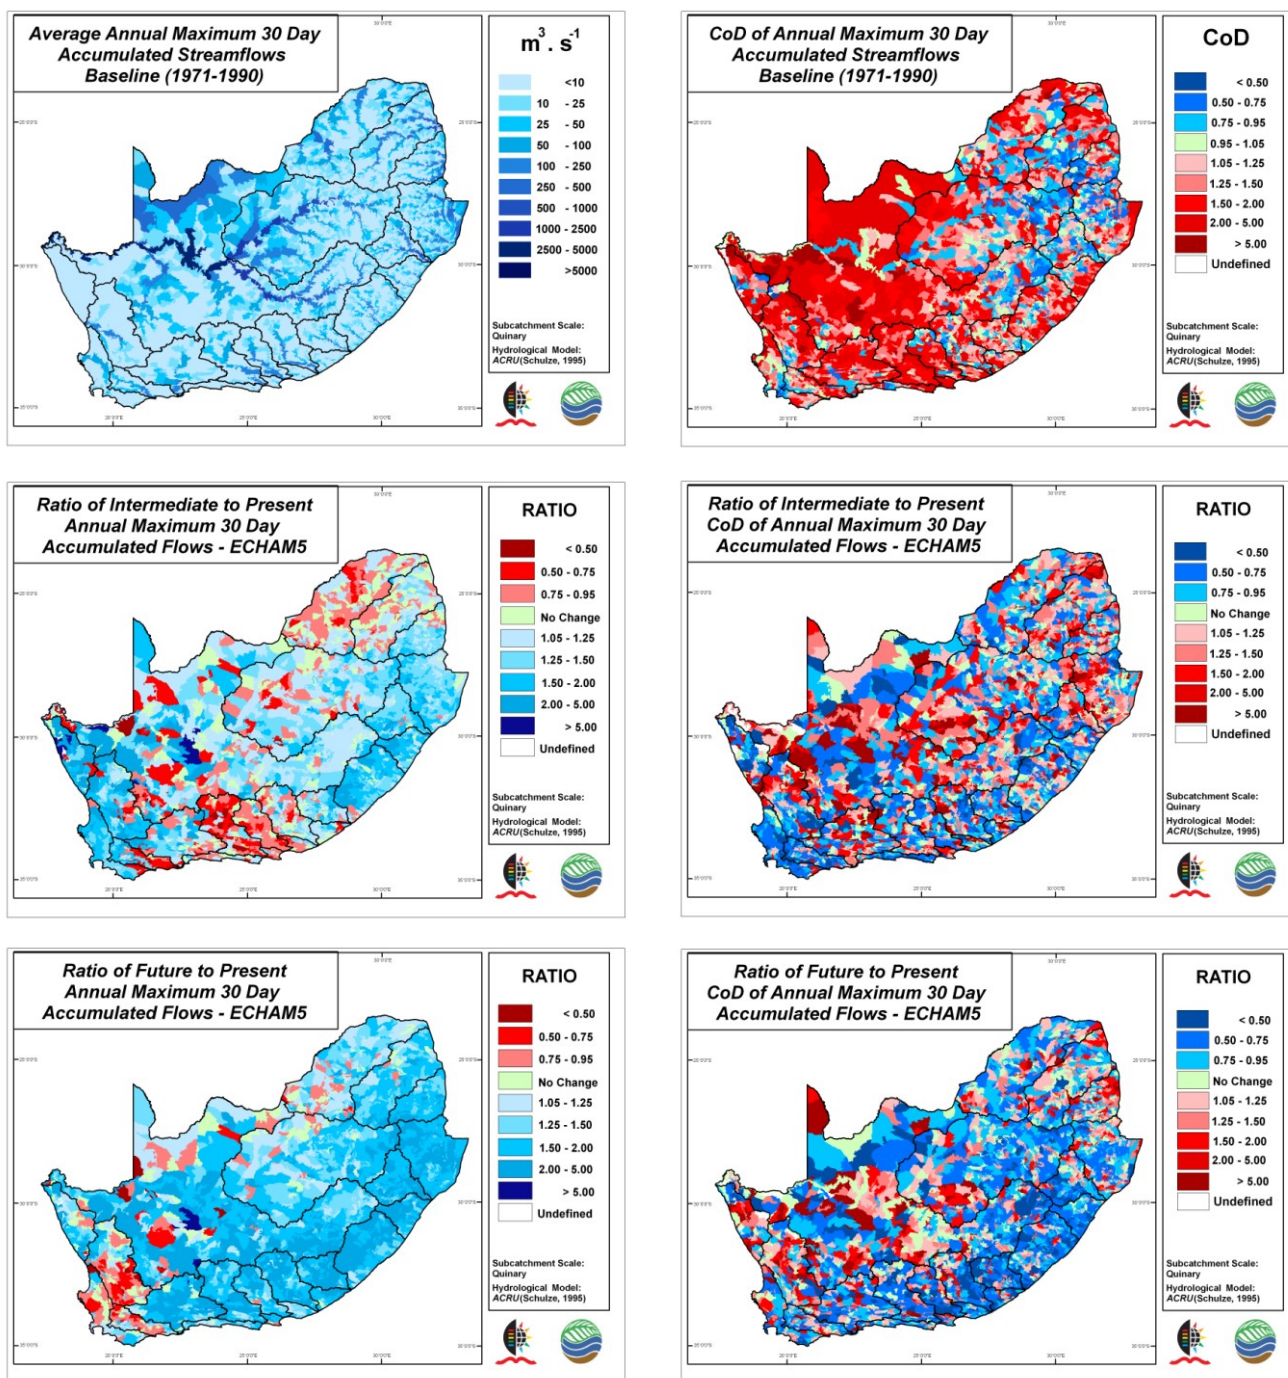 Average Annual Maximum 30 Day
Accumulated Streamflows
Baseline (1971-1990)
m³ . s⁻¹
<10
10 - 25
25 - 50
50 - 100
100 - 250
250 - 500
500 - 1000
1000 - 2500
2500 - 5000
>5000
Subcatchment Scale:
Quinary
Hydrological Model:
ACRU(Schulze, 1995)
CoD of Annual Maximum 30 Day
Accumulated Streamflows
Baseline (1971-1990)
CoD
< 0.50
0.50 - 0.75
0.75 - 0.95
0.95 - 1.05
1.05 - 1.25
1.25 - 1.50
1.50 - 2.00
2.00 - 5.00
> 5.00
Undefined
Subcatchment Scale:
Quinary
Hydrological Model:
ACRU(Schulze, 1995)
Ratio of Intermediate to Present
Annual Maximum 30 Day
Accumulated Flows - ECHAM5
RATIO
< 0.50
0.50 - 0.75
0.75 - 0.95
No Change
1.05 - 1.25
1.25 - 1.50
1.50 - 2.00
2.00 - 5.00
> 5.00
Undefined
Subcatchment Scale:
Quinary
Hydrological Model:
ACRU(Schulze, 1995)
Ratio of Intermediate to Present
CoD of Annual Maximum 30 Day
Accumulated Flows - ECHAM5
RATIO
< 0.50
0.50 - 0.75
0.75 - 0.95
No Change
1.05 - 1.25
1.25 - 1.50
1.50 - 2.00
2.00 - 5.00
> 5.00
Undefined
Subcatchment Scale:
Quinary
Hydrological Model:
ACRU(Schulze, 1995)
Ratio of Future to Present
Annual Maximum 30 Day
Accumulated Flows - ECHAM5
RATIO
< 0.50
0.50 - 0.75
0.75 - 0.95
No Change
1.05 - 1.25
1.25 - 1.50
1.50 - 2.00
2.00 - 5.00
> 5.00
Undefined
Subcatchment Scale:
Quinary
Hydrological Model:
ACRU(Schulze, 1995)
Ratio of Future to Present
CoD of Annual Maximum 30 Day
Accumulated Flows - ECHAM5
RATIO
< 0.50
0.50 - 0.75
0.75 - 0.95
No Change
1.05 - 1.25
1.25 - 1.50
1.50 - 2.00
2.00 - 5.00
> 5.00
Undefined
Subcatchment Scale:
Quinary
Hydrological Model:
ACRU(Schulze, 1995)